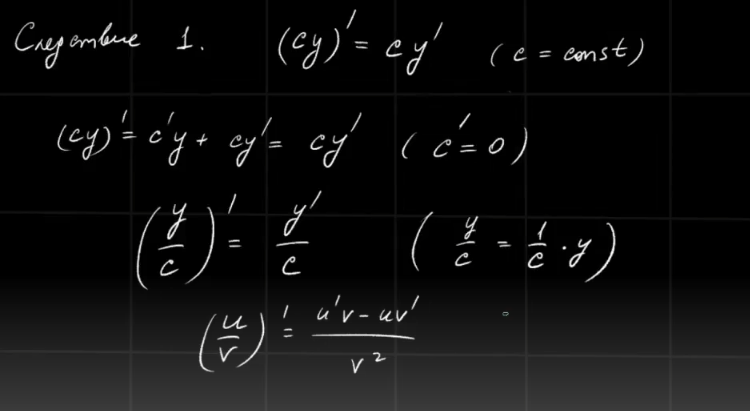 Следствие 1. (cy)' = cy' (c = const)
(cy)' = c'y + cy' = cy' (c' = 0)
(y/c)' = y'/c (y/c = 1/c · y)
(u/v)' = (u'v - uv')/v²